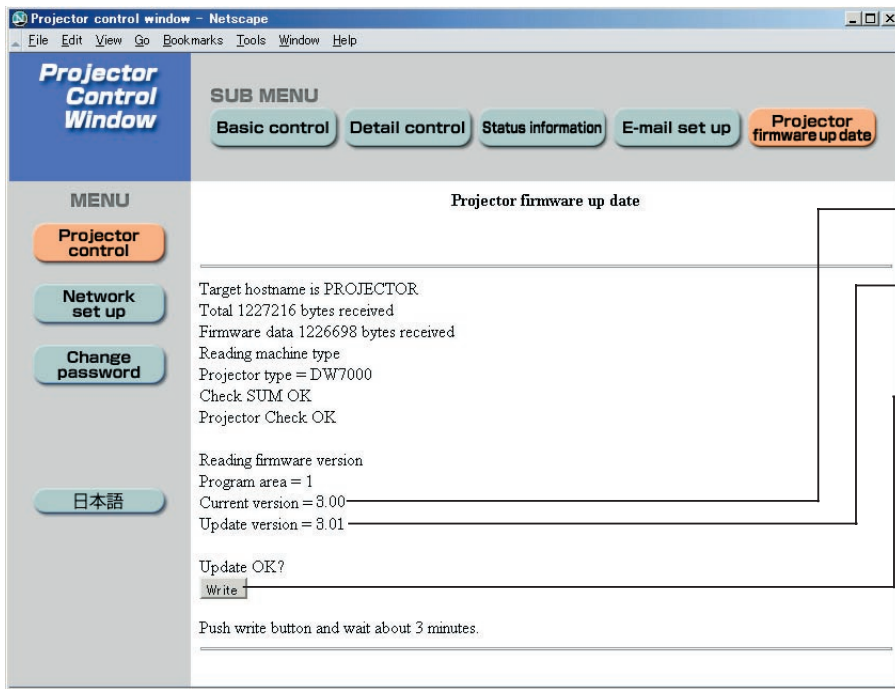 Projector control window - Netscape
File Edit View Go Bookmarks Tools Window Help
Projector
Control
Window
SUB MENU
Basic control
Detail control
Status information
E-mail set up
Projector
firmware up date
MENU
Projector
control
Network
set up
Change
password
日本語
Projector firmware up date
Target hostname is PROJECTOR
Total 1227216 bytes received
Firmware data 1226698 bytes received
Reading machine type
Projector type = DW7000
Check SUM OK
Projector Check OK
Reading firmware version
Program area = 1
Current version = 3.00
Update version = 3.01
Update OK?
Write
Push write button and wait about 3 minutes.